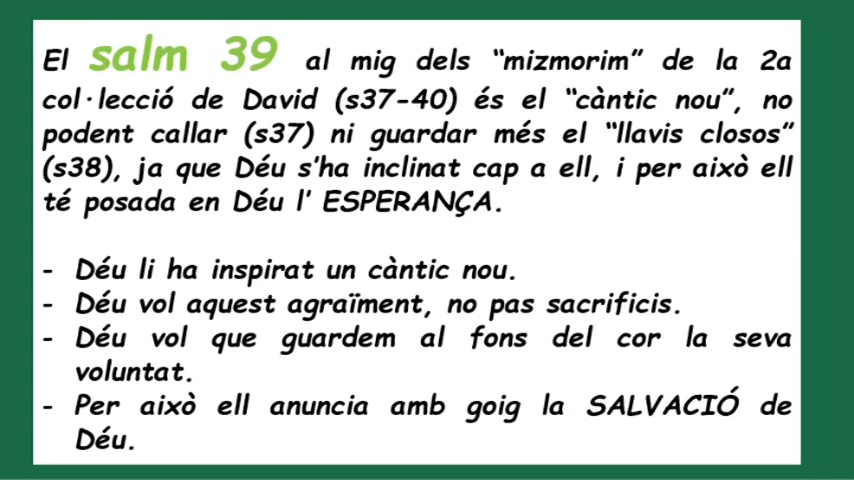 El salm 39 al mig dels “mizmorim” de la 2a
col·lecció de David (s37-40) és el “càntic nou”, no
podent callar (s37) ni guardar més el “llavis closos”
(s38), ja que Déu s’ha inclinat cap a ell, i per això ell
té posada en Déu l’ ESPERANÇA.
- Déu li ha inspirat un càntic nou.
- Déu vol aquest agraïment, no pas sacrificis.
- Déu vol que guardem al fons del cor la seva
voluntat.
- Per això ell anuncia amb goig la SALVACIÓ de
Déu.